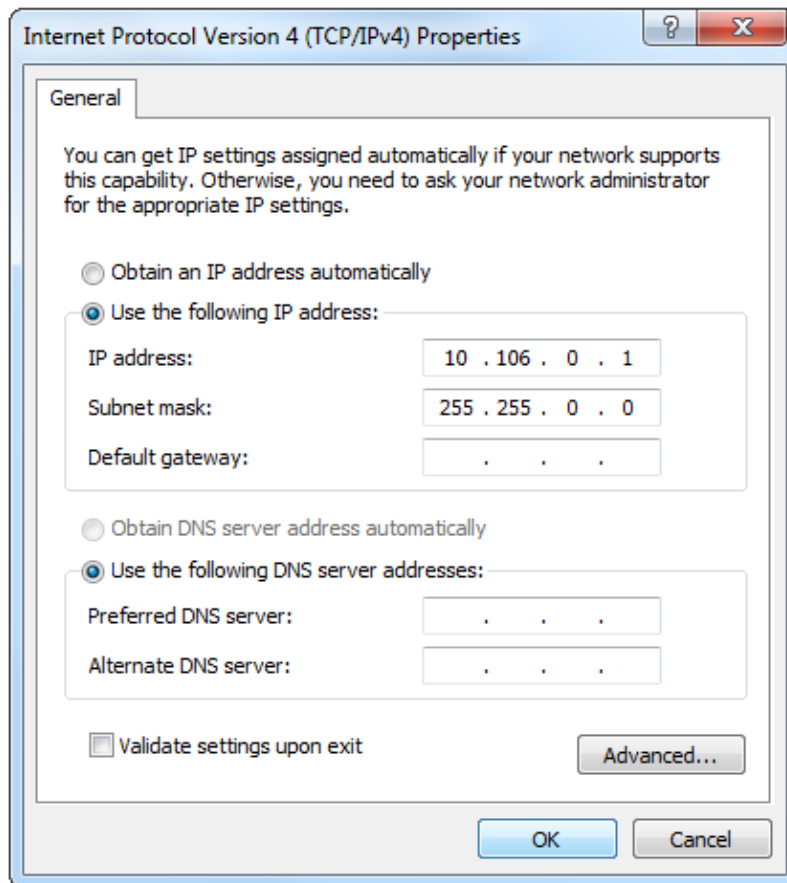 Internet Protocol Version 4 (TCP/IPv4) Properties
? X
General
You can get IP settings assigned automatically if your network supports
this capability. Otherwise, you need to ask your network administrator
for the appropriate IP settings.
Obtain an IP address automatically
Use the following IP address:
IP address: 10 . 106 . 0 . 1
Subnet mask: 255 . 255 . 0 . 0
Default gateway: . . .
Obtain DNS server address automatically
Use the following DNS server addresses:
Preferred DNS server: . . .
Alternate DNS server: . . .
Validate settings upon exit
Advanced...
OK Cancel